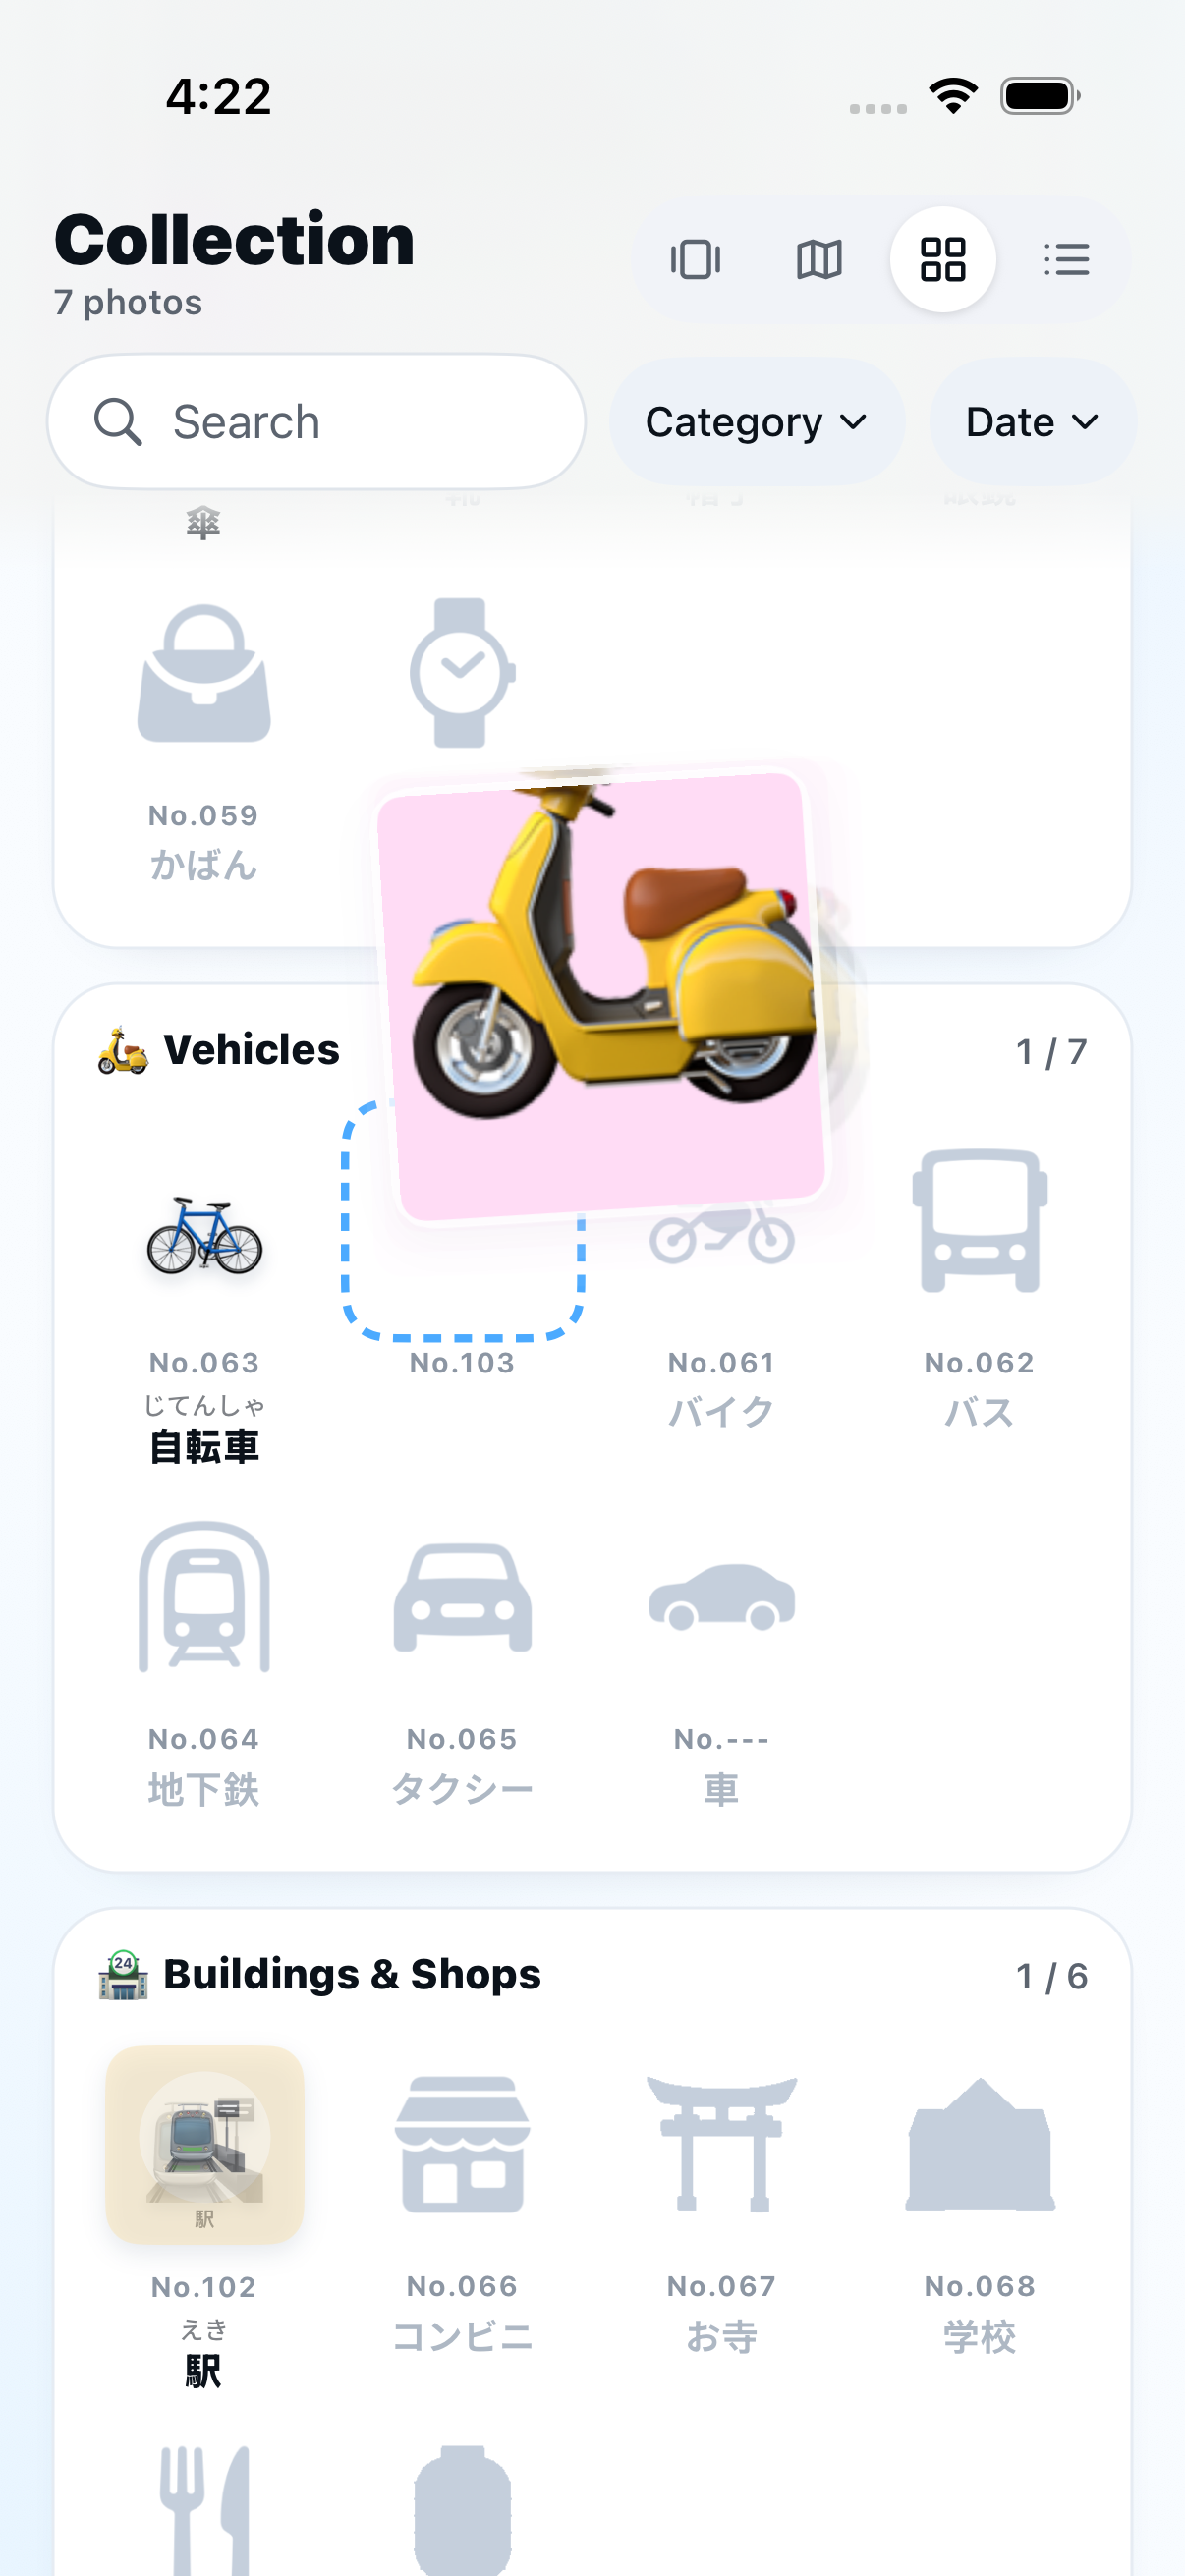 4:22
Collection
7 photos
Search
Category
Date
傘
No.059
かばん
Vehicles
1 / 7
No.063
No.103
No.061
No.062
じてんしゃ
自転車
バイク
バス
No.064
No.065
No.---
地下鉄
タクシー
車
24
Buildings & Shops
1 / 6
駅
No.102
No.066
No.067
No.068
えき
駅
コンビニ
お寺
学校